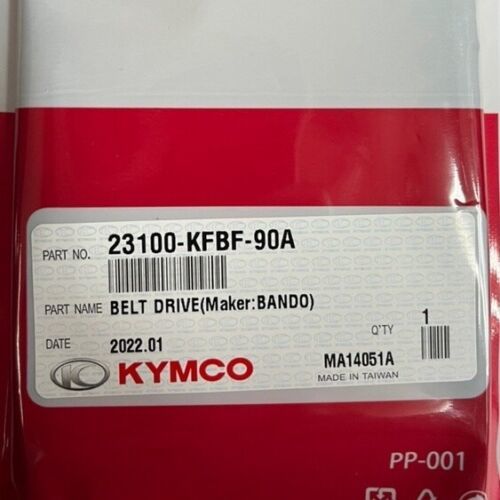 PART NO. 23100-KFBF-90A
PART NAME BELT DRIVE(Maker:BANDO)
DATE 2022.01 Q'TY 1
KYMCO MA14051A
MADE IN TAIWAN
PP-001